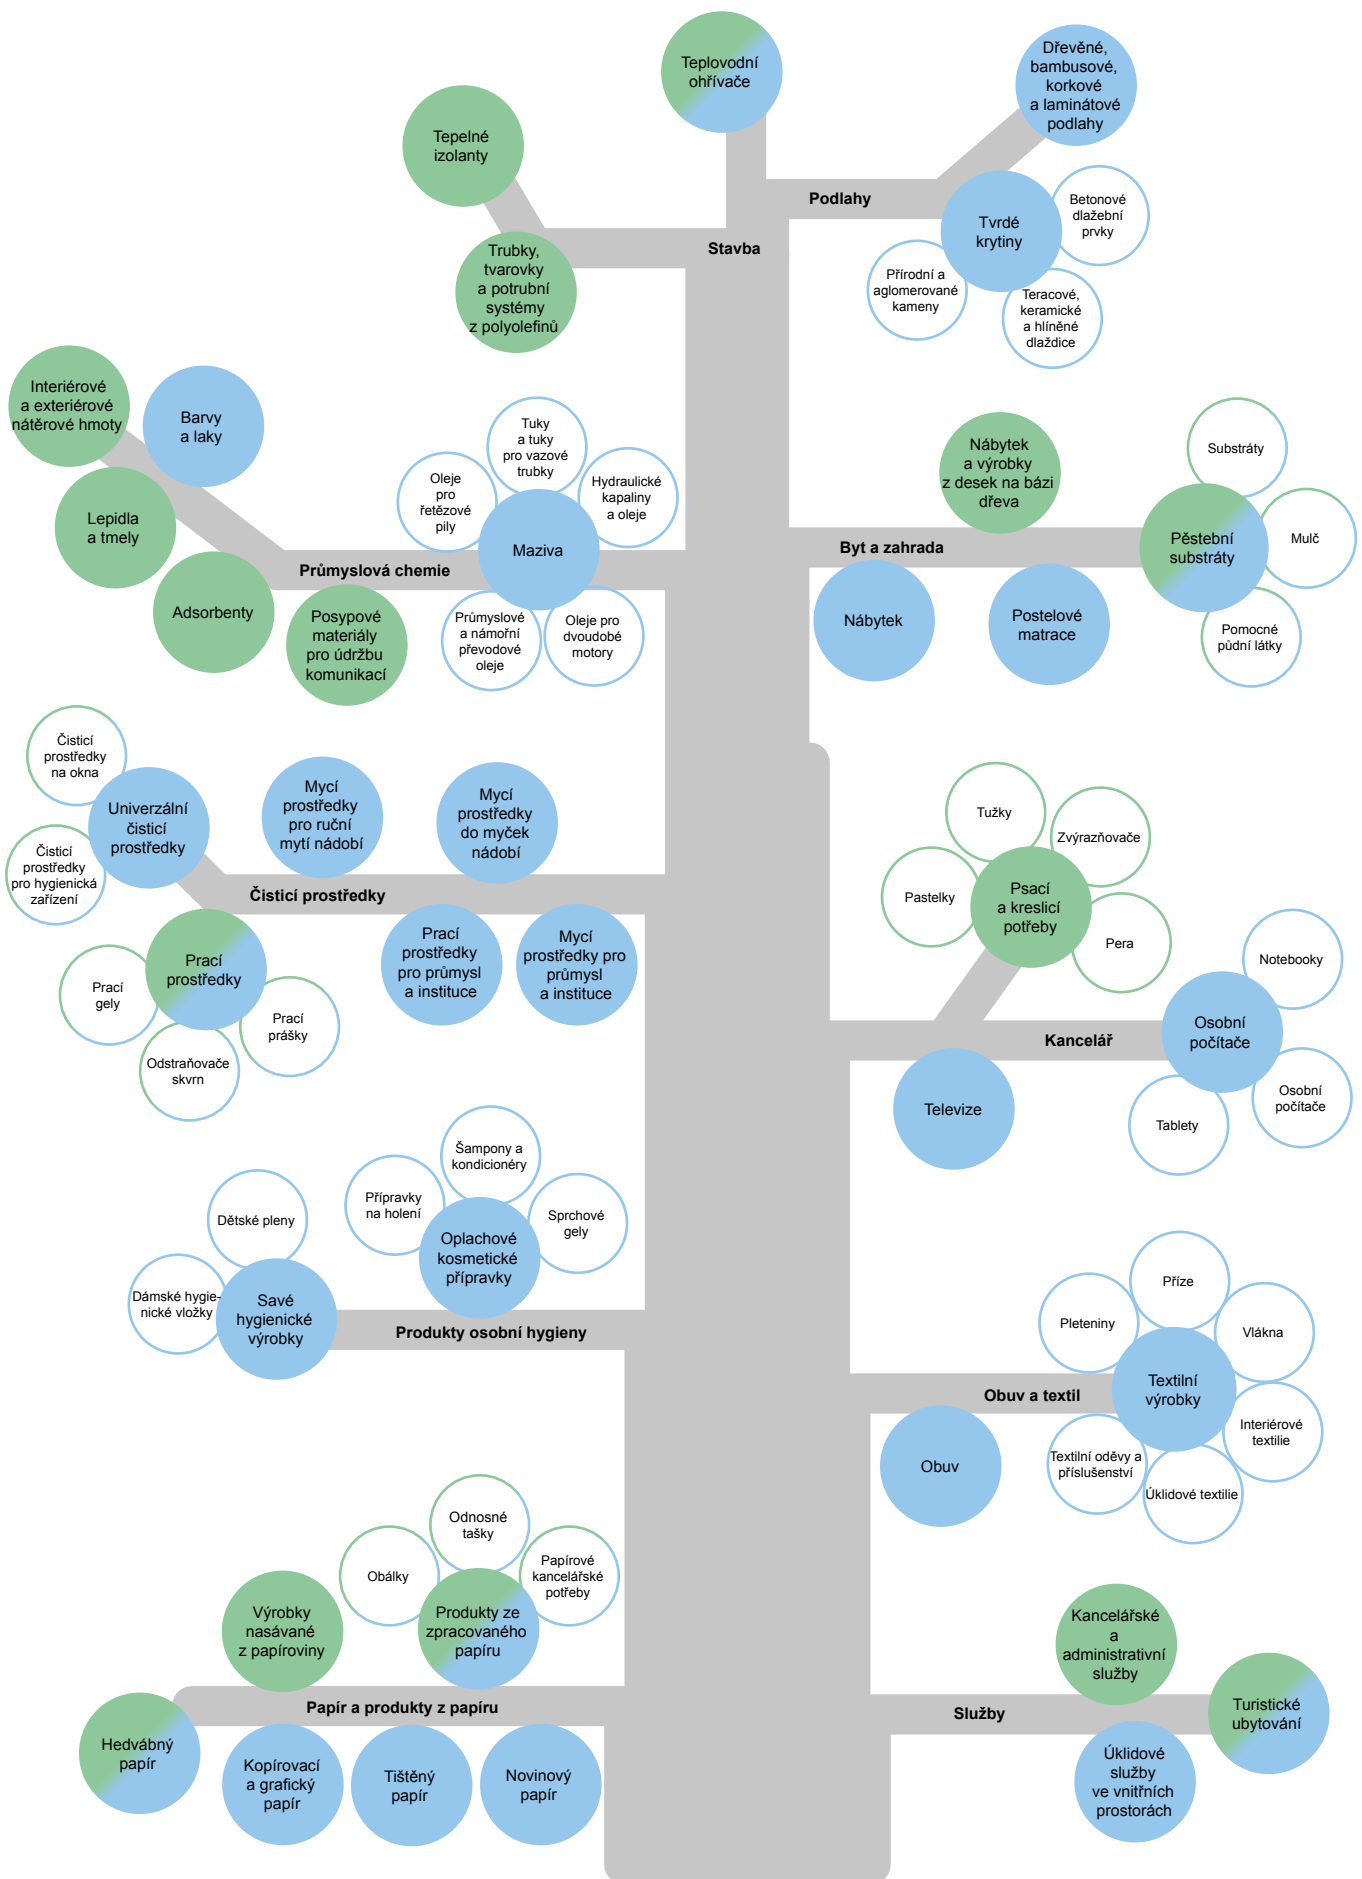 Teplovodní
ohřívače
Dřevěné,
bambusové,
korkové
a laminátové
podlahy
Tepelné
izolanty
Podlahy
Betonové
dlažební
prvky
Tvrdé
krytiny
Stavba
Trubky,
tvarovky
a potrubní
systémy
z polyolefinů
Přírodní a
aglomerované
kameny
Teracové,
keramické
a hlíněné
dlaždice
Interiérové
a exteriérové
nátěrové hmoty
Barvy
a laky
Tuky
a tuky
pro vazové
trubky
Oleje
pro
řetězové
pily
Hydraulické
kapaliny
a oleje
Lepidla
a tmely
Maziva
Průmyslová chemie
Adsorbenty
Posypové
materiály
pro údržbu
komunikací
Průmyslové
a námořní
převodové
oleje
Oleje pro
dvoudobé
motory
Nábytek
a výrobky
z desek na bázi
dřeva
Substráty
Byt a zahrada
Pěstební
substráty
Mulč
Nábytek
Postelové
matrace
Pomocné
půdní látky
Čisticí
prostředky
na okna
Univerzální
čisticí
prostředky
Mycí
prostředky
pro ruční
mytí nádobí
Mycí
prostředky
do myček
nádobí
Čisticí
prostředky
pro hygienická
zařízení
Čisticí prostředky
Prací
prostředky
Prací
prostředky
pro průmysl
a instituce
Mycí
prostředky pro
průmysl
a instituce
Prací
gely
Prací
prášky
Odstraňovače
skvrn
Tužky
Zvýrazňovače
Pastelky
Psací
a kreslicí
potřeby
Pera
Notebooky
Kancelář
Osobní
počítače
Televize
Tablety
Osobní
počítače
Šampony a
kondicionéry
Přípravky
na holení
Sprchové
gely
Dětské pleny
Oplachové
kosmetické
přípravky
Dámské hygie-
nické vložky
Savé
hygienické
výrobky
Produkty osobní hygieny
Příze
Pleteniny
Vlákna
Textilní
výrobky
Obuv a textil
Interiérové
textilie
Obuv
Textilní oděvy a
příslušenství
Úklidové textilie
Odnosné
tašky
Obálky
Papírové
kancelářské
potřeby
Výrobky
nasávané
z papíroviny
Produkty ze
zpracovaného
papíru
Papír a produkty z papíru
Hedvábný
papír
Kopírovací
a grafický
papír
Tištěný
papír
Novinový
papír
Kancelářské
a
administrativní
služby
Služby
Turistické
ubytování
Úklidové
služby
ve vnitřních
prostorách